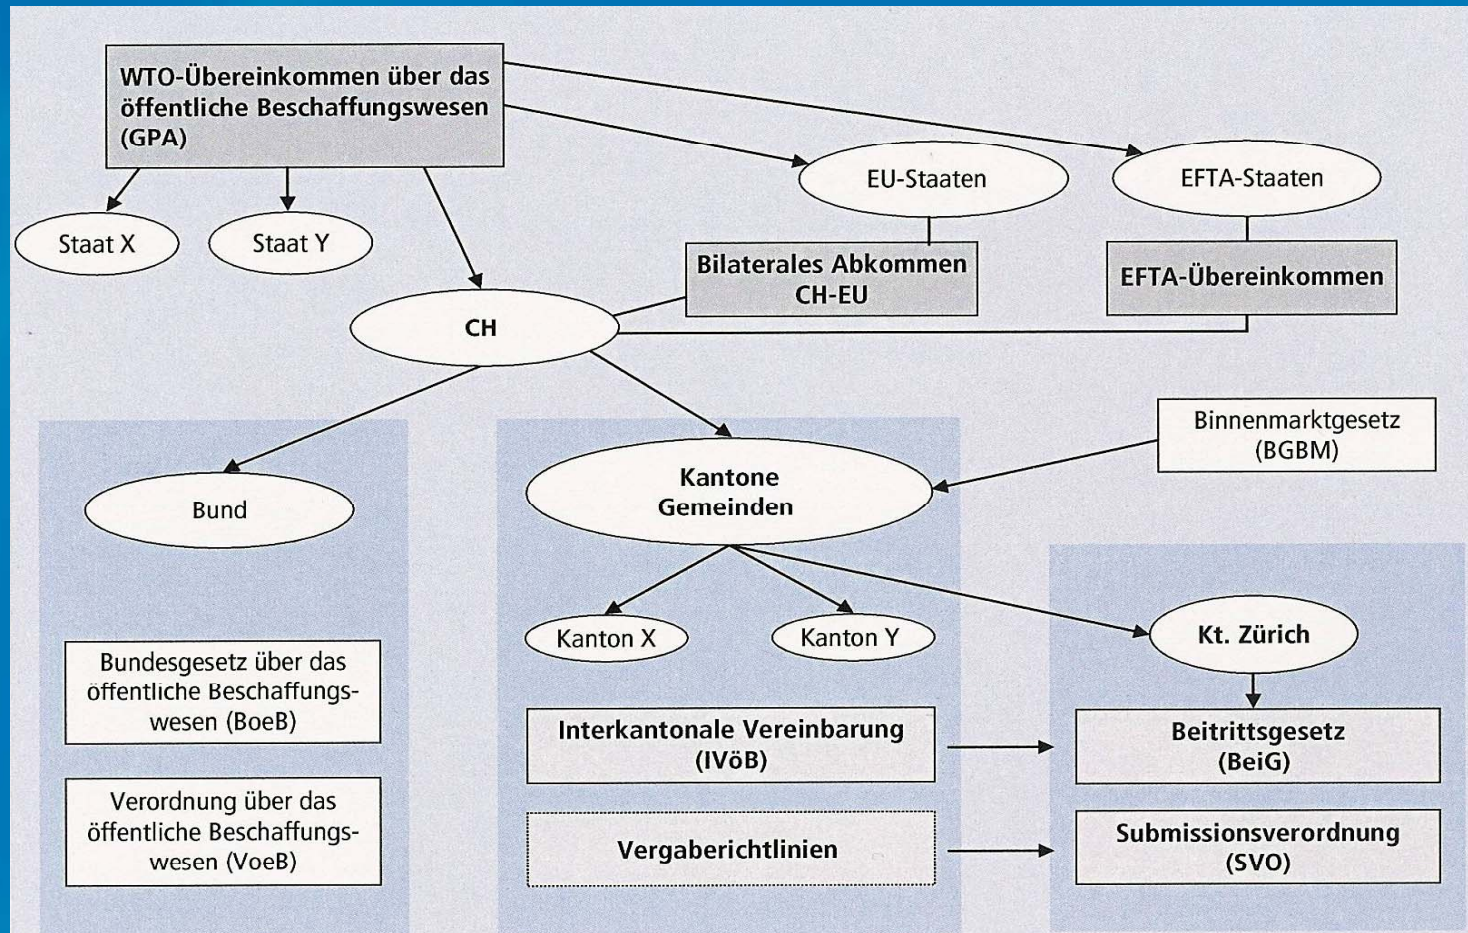 WTO-Übereinkommen über das
öffentliche Beschaffungswesen
(GPA)
EU-Staaten
EFTA-Staaten
Staat X
Staat Y
Bilaterales Abkommen
CH-EU
EFTA-Übereinkommen
CH
Binnenmarktgesetz
(BGBM)
Kantone
Gemeinden
Bund
Kanton X
Kanton Y
Kt. Zürich
Bundesgesetz über das
öffentliche Beschaffungs-
wesen (BoeB)
Interkantonale Vereinbarung
(IVöB)
Beitrittsgesetz
(BeiG)
Verordnung über das
öffentliche Beschaffungs-
wesen (VoeB)
Vergaberichtlinien
Submissionsverordnung
(SVO)